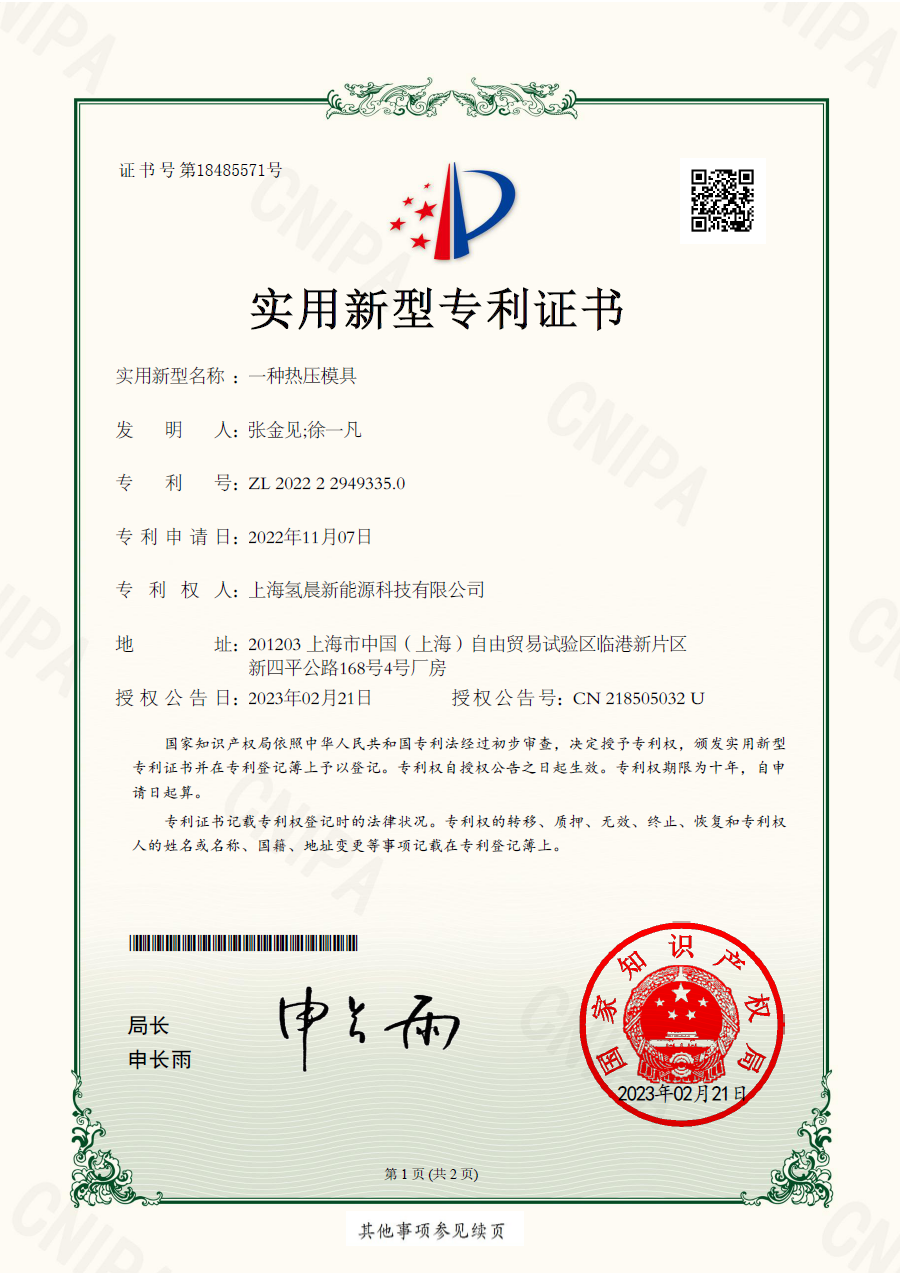 证书号第18485571号
实用新型专利证书
实用新型名称：一种热压模具
发明人：张金见;徐一凡
专利号：ZL 2022 2 2949335.0
专利申请日：2022年11月07日
专利权人：上海氢晨新能源科技有限公司
地址：201203 上海市中国（上海）自由贸易试验区临港新片区
新四平公路168号4号厂房
授权公告日：2023年02月21日 授权公告号：CN 218505032 U
国家知识产权局依照中华人民共和国专利法经过初步审查，决定授予专利权，颁发实用新型
专利证书并在专利登记簿上予以登记。专利权自授权公告之日起生效。专利权期限为十年，自申
请日起算。
专利证书记载专利权登记时的法律状况。专利权的转移、质押、无效、终止、恢复和专利权
人的姓名或名称、国籍、地址变更等事项记载在专利登记簿上。
局长
申长雨
申长雨
国家知识产权局
2023年02月21日
第 1 页 (共 2 页)
其他事项参见续页
CNIPA
CNIPA
CNIPA
CNIPA
CNIPA
CNIPA
CNIPA
CNIPA
CNIPA
CNIPA